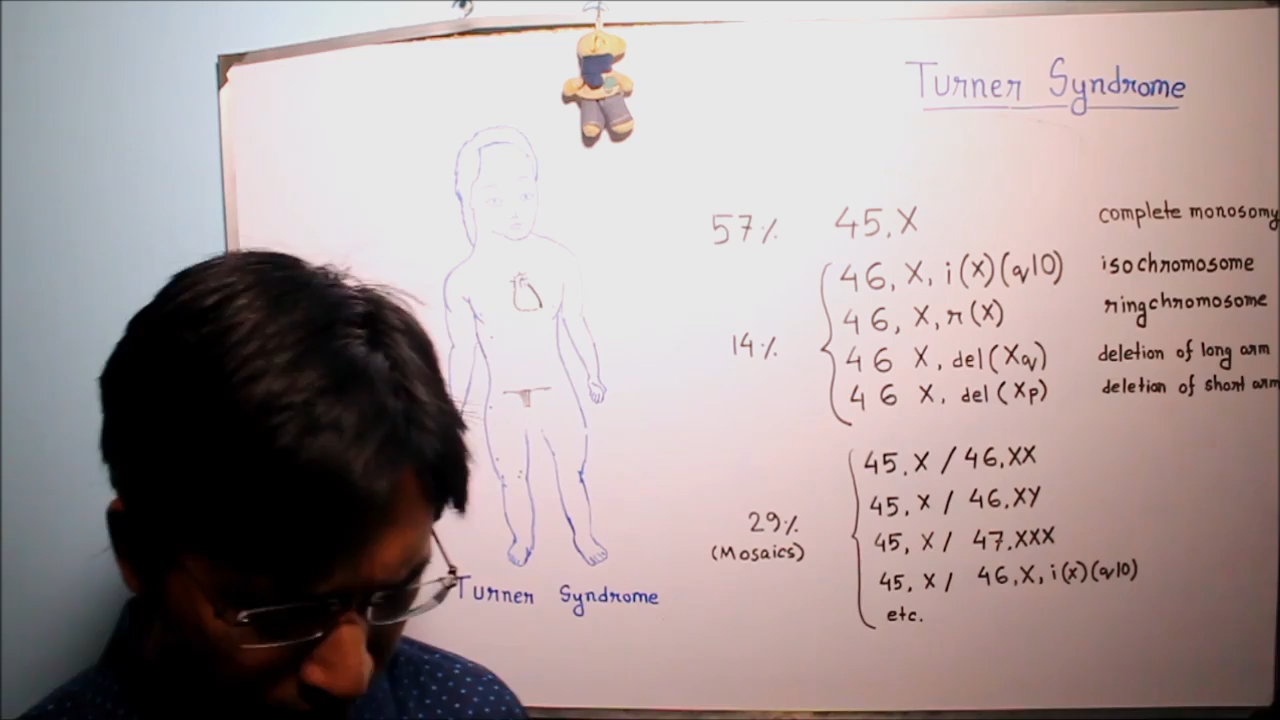 Turner Syndrome
57% 45,X complete monosomy
46, X, i(x)(q10) isochromosome
46, X, r(x) ringchromosome
14%
46 X, del(Xq) deletion of long arm
46 X, del(Xp) deletion of short arm
45,X / 46,XX
45, X / 46,XY
29%
(Mosaics)
45, X / 47,XXX
45, X / 46,X, i(x)(q10)
etc.
Turner Syndrome